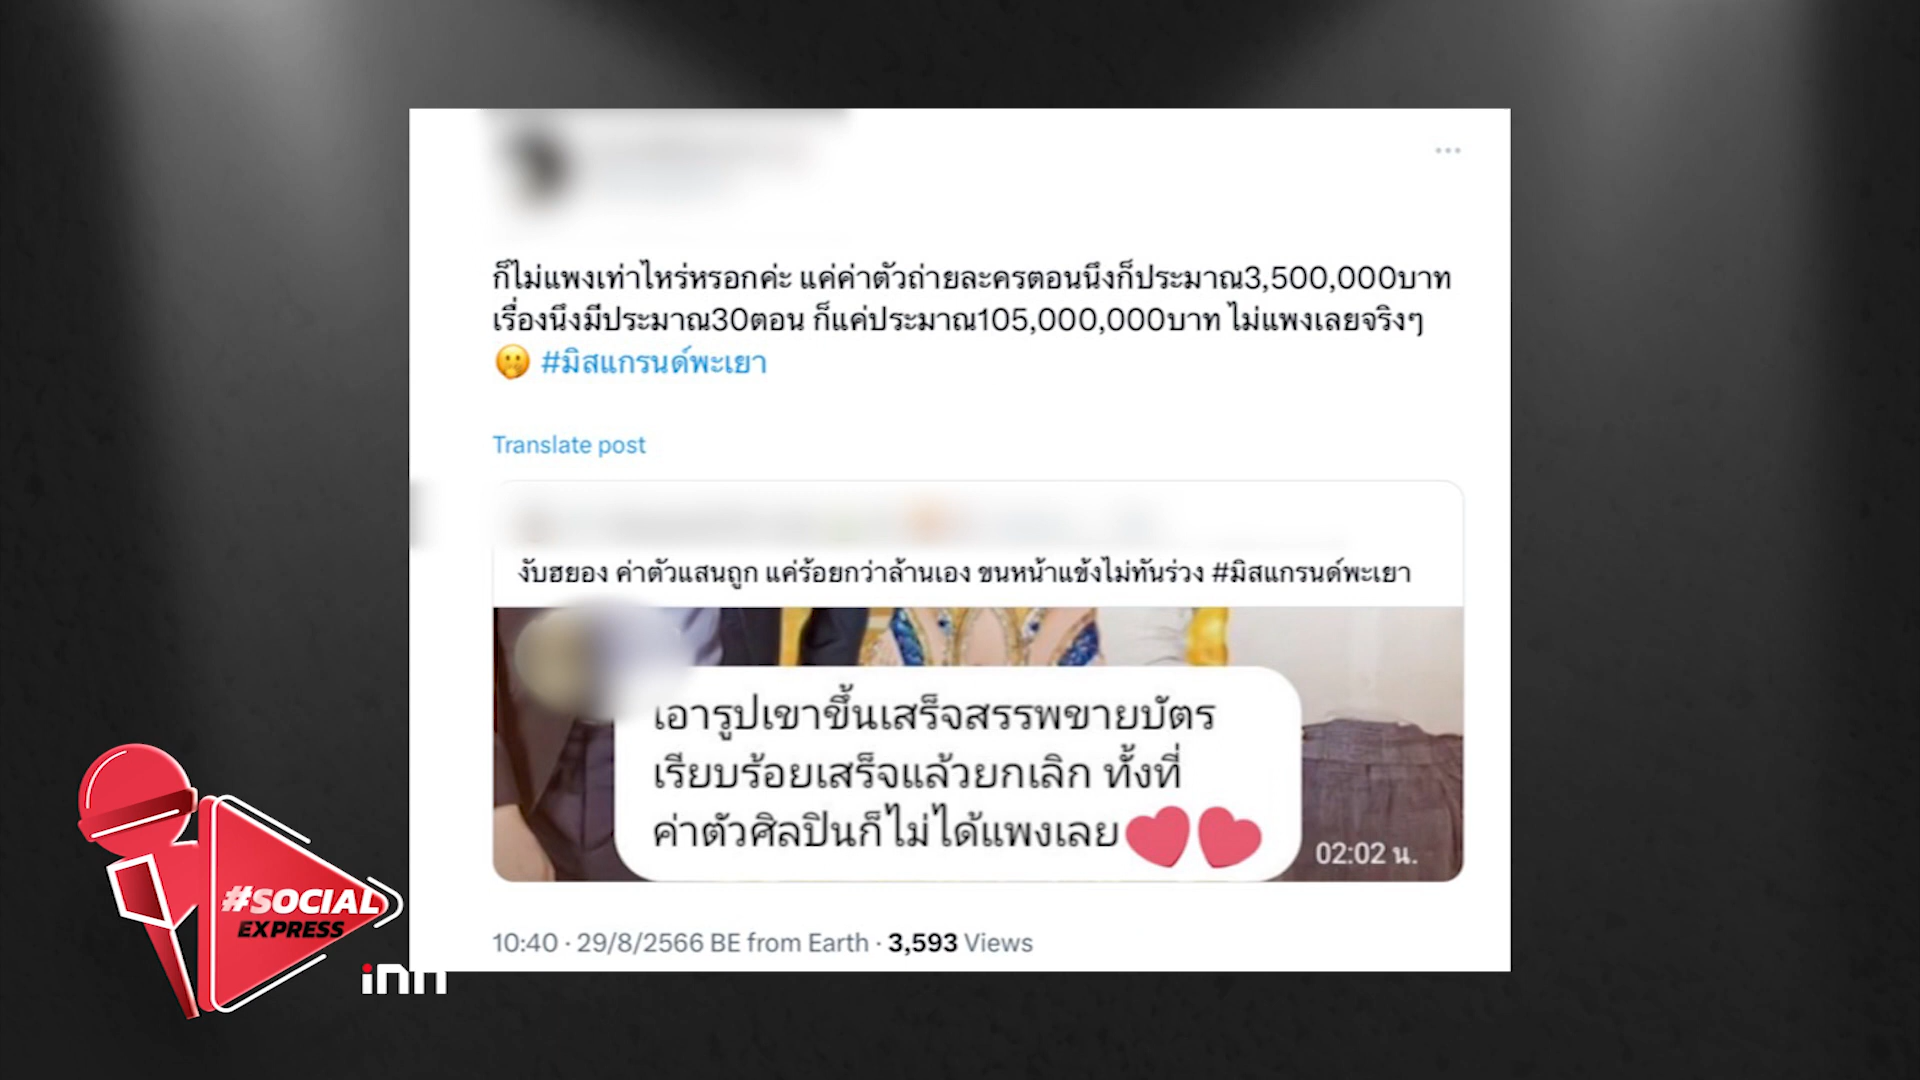 ก็ไม่แพงเท่าไหร่หรอกค่ะ แค่ค่าตัวถ่ายละครตอนนึงก็ประมาณ3,500,000บาท
เรื่องนึงมีประมาณ30ตอน ก็แค่ประมาณ105,000,000บาท ไม่แพงเลยจริงๆ
🫢 #มิสแกรนด์พะเยา
Translate post
งับฮยอง ค่าตัวแสนถูก แค่ร้อยกว่าล้านเอง ขนหน้าแข้งไม่ทันร่วง #มิสแกรนด์พะเยา
เอารูปเขาขึ้นเสร็จสรรพขายบัตร
เรียบร้อยเสร็จแล้วยกเลิก ทั้งที่
ค่าตัวศิลปินก็ไม่ได้แพงเลย
02:02 น.
10:40 · 29/8/2566 BE from Earth · 3,593 Views
#SOCIAL
EXPRESS
inn